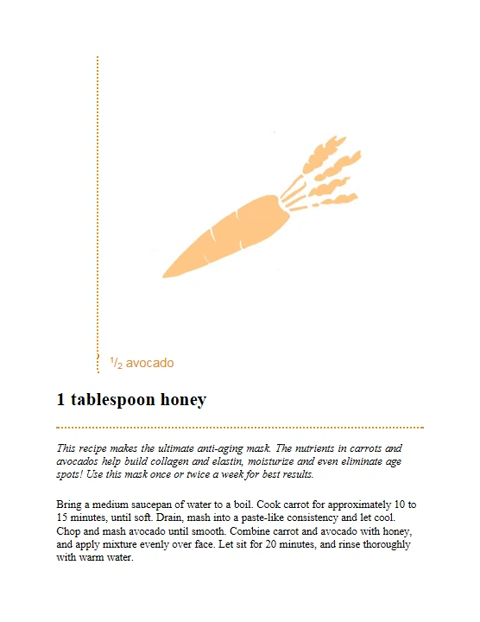 1/2 avocado
1 tablespoon honey
This recipe makes the ultimate anti-aging mask. The nutrients in carrots and
avocados help build collagen and elastin, moisturize and even eliminate age
spots! Use this mask once or twice a week for best results.
Bring a medium saucepan of water to a boil. Cook carrot for approximately 10 to
15 minutes, until soft. Drain, mash into a paste-like consistency and let cool.
Chop and mash avocado until smooth. Combine carrot and avocado with honey,
and apply mixture evenly over face. Let sit for 20 minutes, and rinse thoroughly
with warm water.